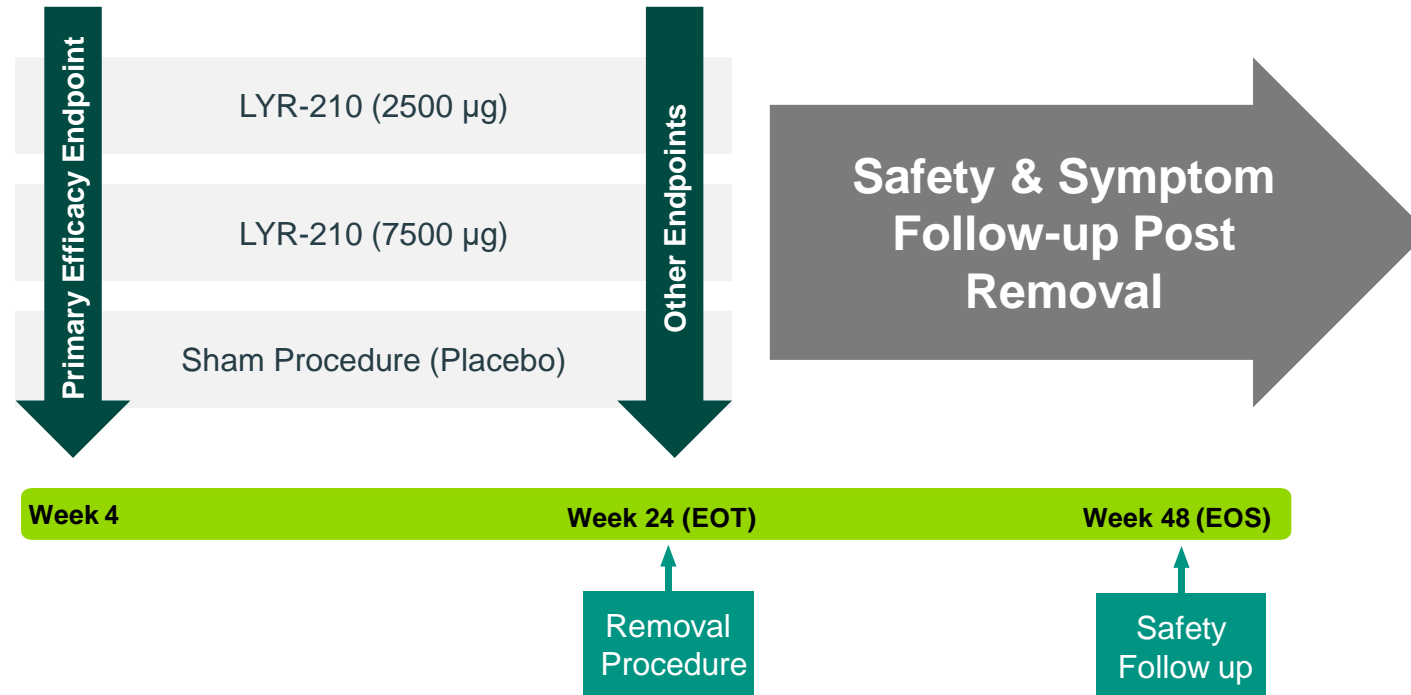 Primary Efficacy Endpoint
LYR-210 (2500 µg)
LYR-210 (7500 µg)
Sham Procedure (Placebo)
Other Endpoints
Safety & Symptom
Follow-up Post
Removal
Week 4
Week 24 (EOT)
Week 48 (EOS)
Removal
Procedure
Safety
Follow up